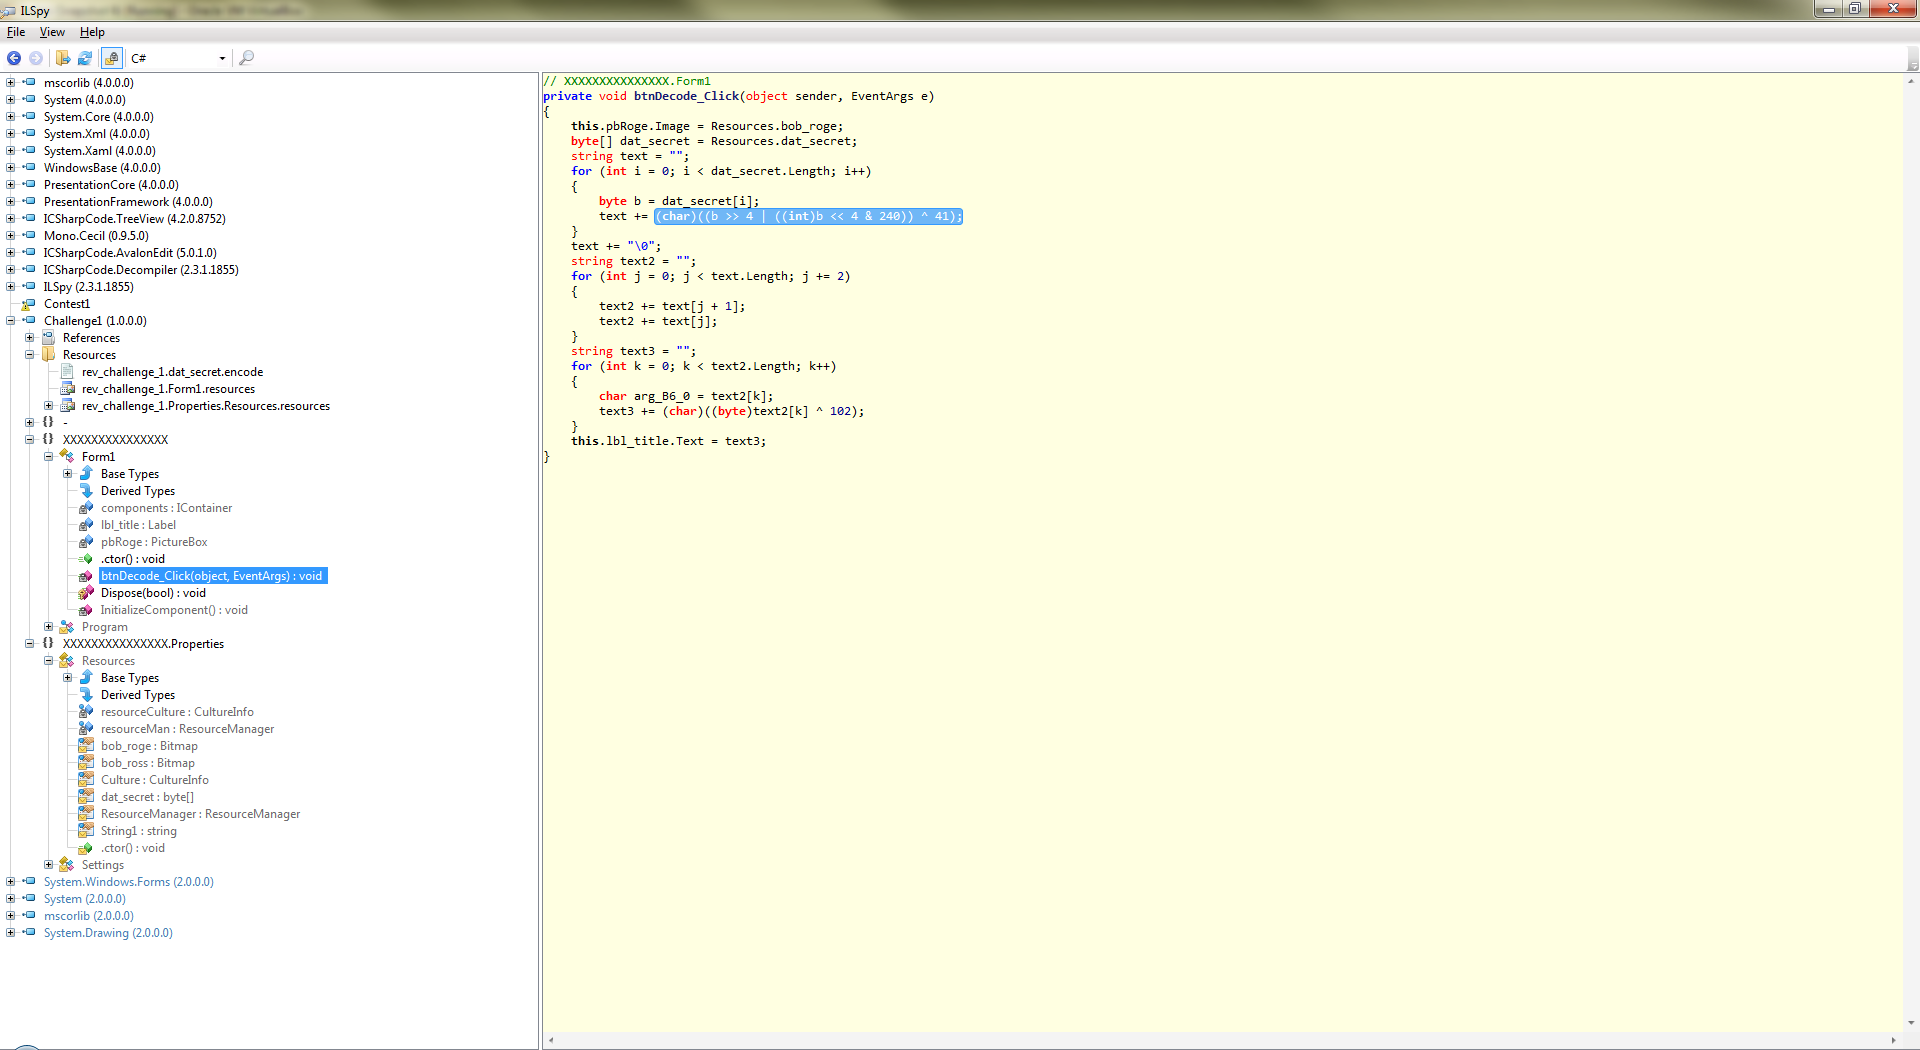 ILSpy
File View Help
C#
mscorlib (4.0.0.0)
System (4.0.0.0)
System.Core (4.0.0.0)
System.Xml (4.0.0.0)
System.Xaml (4.0.0.0)
WindowsBase (4.0.0.0)
PresentationCore (4.0.0.0)
PresentationFramework (4.0.0.0)
ICSharpCode.TreeView (4.2.0.8752)
Mono.Cecil (0.9.5.0)
ICSharpCode.AvalonEdit (5.0.1.0)
ICSharpCode.Decompiler (2.3.1.1855)
ILSpy (2.3.1.1855)
Contest1
Challenge1 (1.0.0.0)
References
Resources
rev_challenge_1.dat_secret.encode
rev_challenge_1.Form1.resources
rev_challenge_1.Properties.Resources.resources
{} -
{} XXXXXXXXXXXXXXX
Form1
Base Types
Derived Types
components : IContainer
lbl_title : Label
pbRoge : PictureBox
.ctor() : void
btnDecode_Click(object, EventArgs) : void
Dispose(bool) : void
InitializeComponent() : void
Program
{} XXXXXXXXXXXXXXX.Properties
Resources
Base Types
Derived Types
resourceCulture : CultureInfo
resourceMan : ResourceManager
bob_roge : Bitmap
bob_ross : Bitmap
Culture : CultureInfo
dat_secret : byte[]
ResourceManager : ResourceManager
String1 : string
.ctor() : void
Settings
System.Windows.Forms (2.0.0.0)
System (2.0.0.0)
mscorlib (2.0.0.0)
System.Drawing (2.0.0.0)
// XXXXXXXXXXXXXXX.Form1
private void btnDecode_Click(object sender, EventArgs e)
{
this.pbRoge.Image = Resources.bob_roge;
byte[] dat_secret = Resources.dat_secret;
string text = "";
for (int i = 0; i < dat_secret.Length; i++)
{
byte b = dat_secret[i];
text += (char)((b >> 4 | ((int)b << 4 & 240)) ^ 41);
}
text += "\0";
string text2 = "";
for (int j = 0; j < text.Length; j += 2)
{
text2 += text[j + 1];
text2 += text[j];
}
string text3 = "";
for (int k = 0; k < text2.Length; k++)
{
char arg_B6_0 = text2[k];
text3 += (char)((byte)text2[k] ^ 102);
}
this.lbl_title.Text = text3;
}